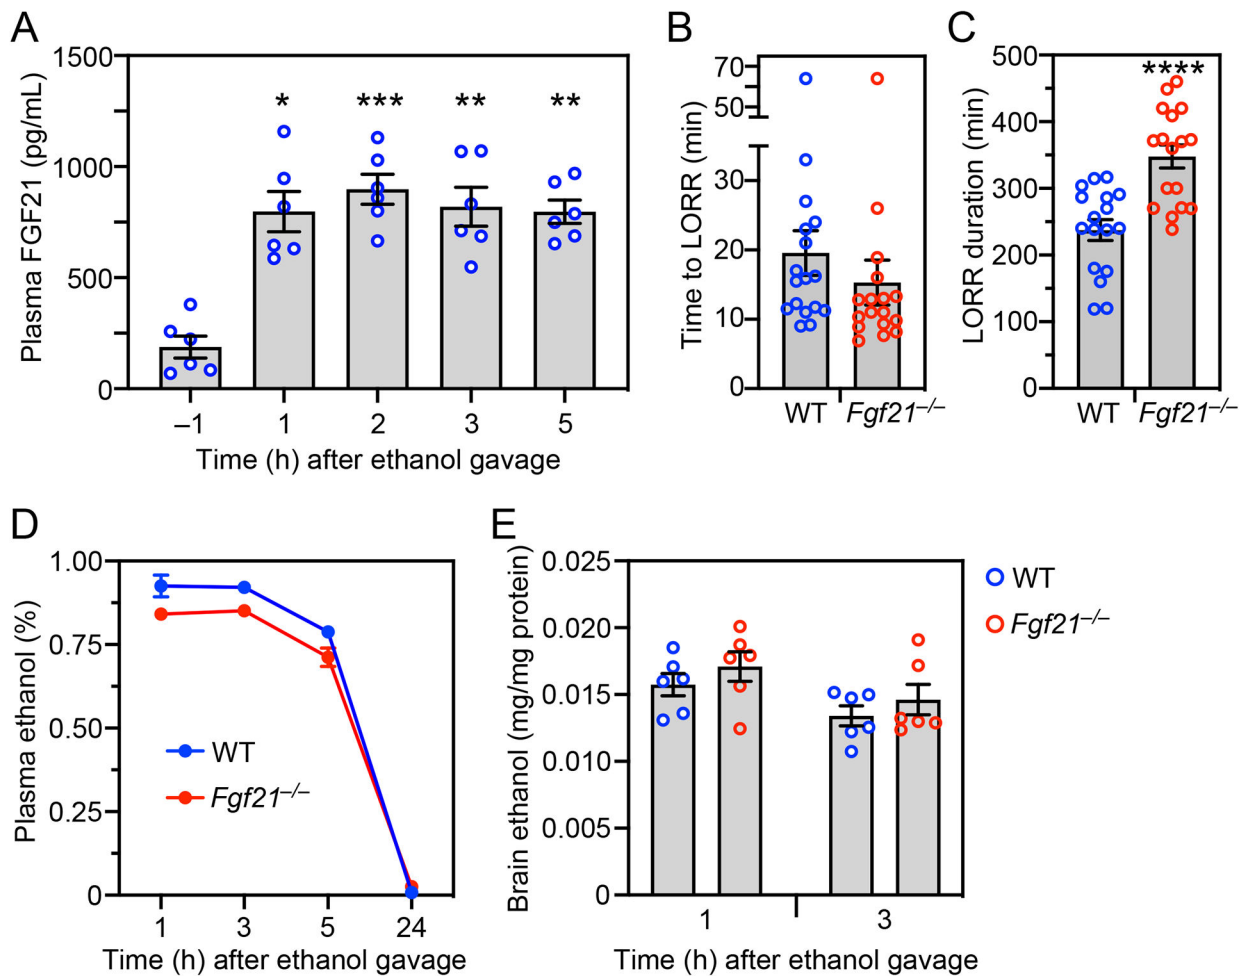 A
Plasma FGF21 (pg/mL)
1500
1000
500
0
*
***
**
**
–1
1
2
3
5
Time (h) after ethanol gavage
B
Time to LORR (min)
70
50
30
20
10
0
WT
Fgf21–/–
C
LORR duration (min)
500
400
300
200
100
0
****
WT
Fgf21–/–
D
Plasma ethanol (%)
1.00
0.75
0.50
0.25
0
WT
Fgf21–/–
1
3
5
24
Time (h) after ethanol gavage
E
Brain ethanol (mg/mg protein)
0.025
0.020
0.015
0.010
0.005
0
1
3
Time (h) after ethanol gavage
WT
Fgf21–/–